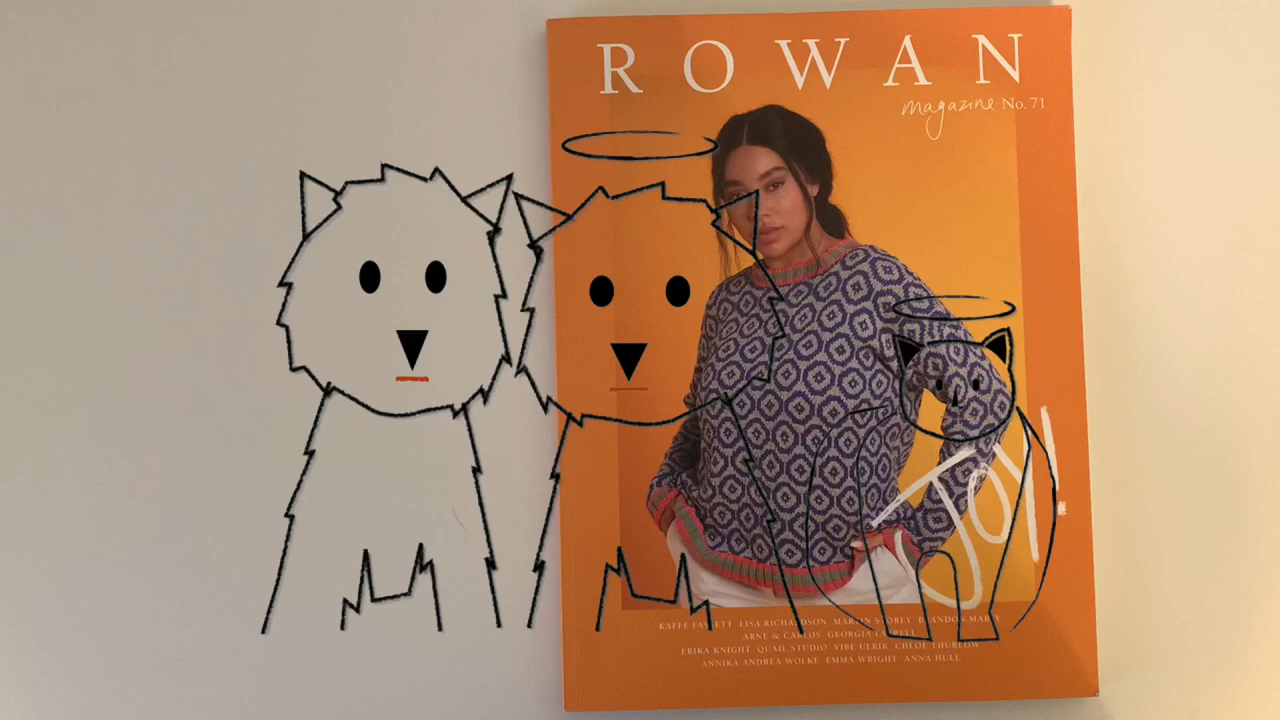 ROWAN
magazine No. 71
JOY!
KAFFE FASSETT LISA RICHARDSON MARTIN STOREY BRANDON MABLY
ARNE & CARLOS GEORGIA FARRELL
ERIKA KNIGHT QUAIL STUDIO VIBE ULRIK CHLOE THURLOW
ANNIKA ANDREA WOLKE EMMA WRIGHT ANNA HULL